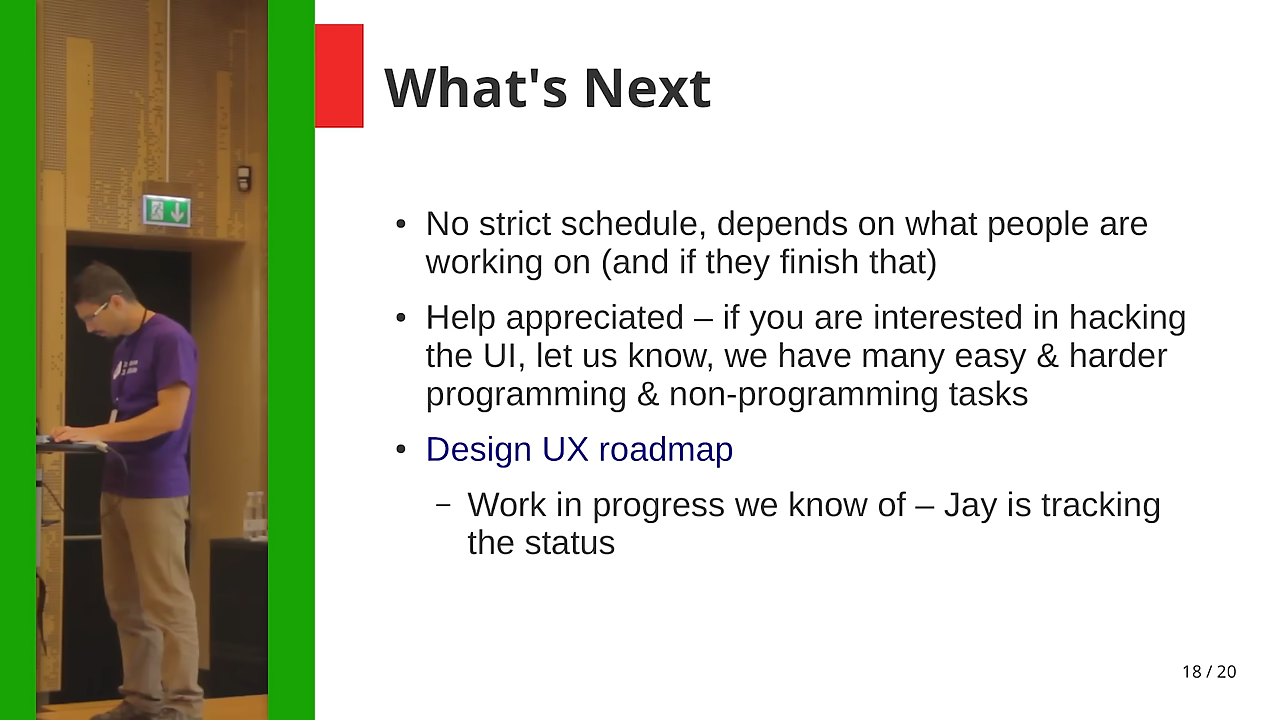 What's Next
• No strict schedule, depends on what people are
working on (and if they finish that)
• Help appreciated – if you are interested in hacking
the UI, let us know, we have many easy & harder
programming & non-programming tasks
• Design UX roadmap
– Work in progress we know of – Jay is tracking
the status
18 / 20